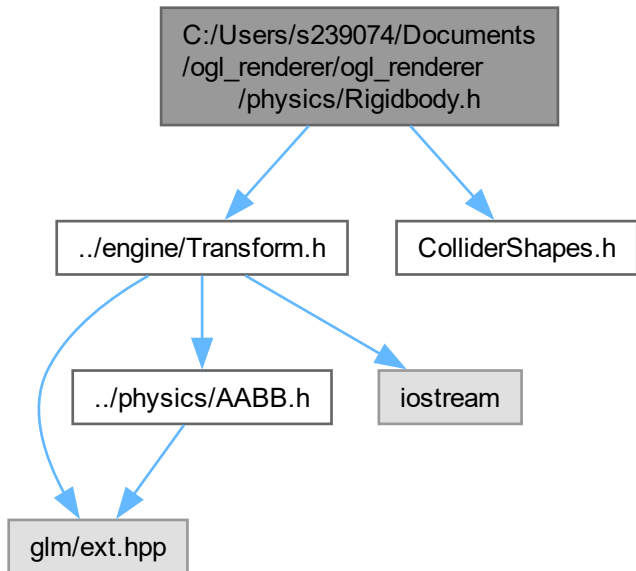 C:/Users/s239074/Documents
/ogl_renderer/ogl_renderer
/physics/Rigidbody.h
../engine/Transform.h
ColliderShapes.h
../physics/AABB.h
iostream
glm/ext.hpp